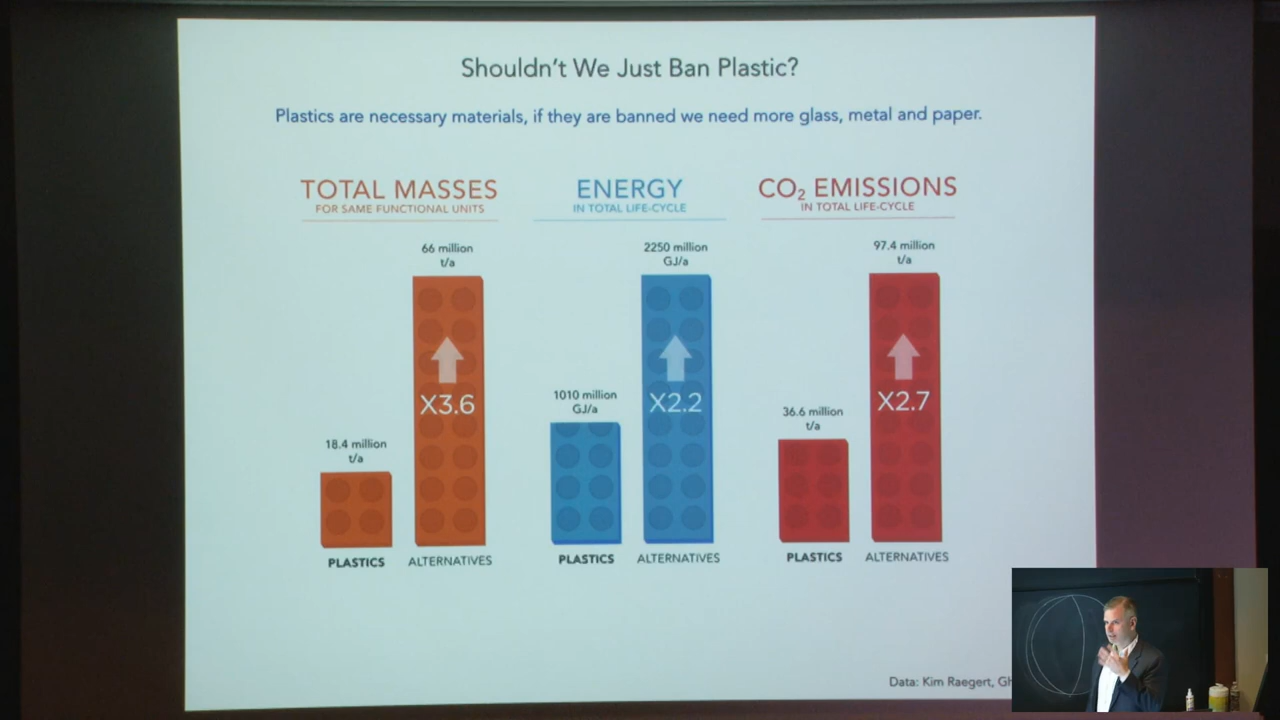 Shouldn't We Just Ban Plastic?
Plastics are necessary materials, if they are banned we need more glass, metal and paper.
TOTAL MASSES
FOR SAME FUNCTIONAL UNITS
66 million
t/a
X3.6
18.4 million
t/a
PLASTICS
ALTERNATIVES
ENERGY
IN TOTAL LIFE-CYCLE
2250 million
GJ/a
X2.2
1010 million
GJ/a
PLASTICS
ALTERNATIVES
CO₂ EMISSIONS
IN TOTAL LIFE-CYCLE
97.4 million
t/a
X2.7
36.6 million
t/a
PLASTICS
ALTERNATIVES
Data: Kim Raegert,